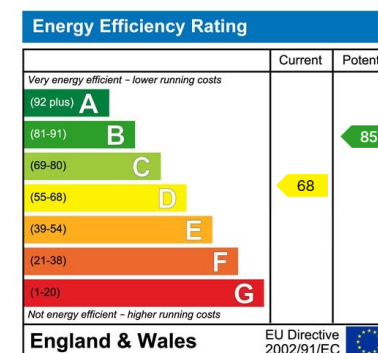 Energy Efficiency Rating
Current Potent
Very energy efficient - lower running costs
(92 plus) A
(81-91) B 85
(69-80) C
(55-68) D 68
(39-54) E
(21-38) F
(1-20) G
Not energy efficient - higher running costs
England & Wales
EU Directive
2002/91/EC